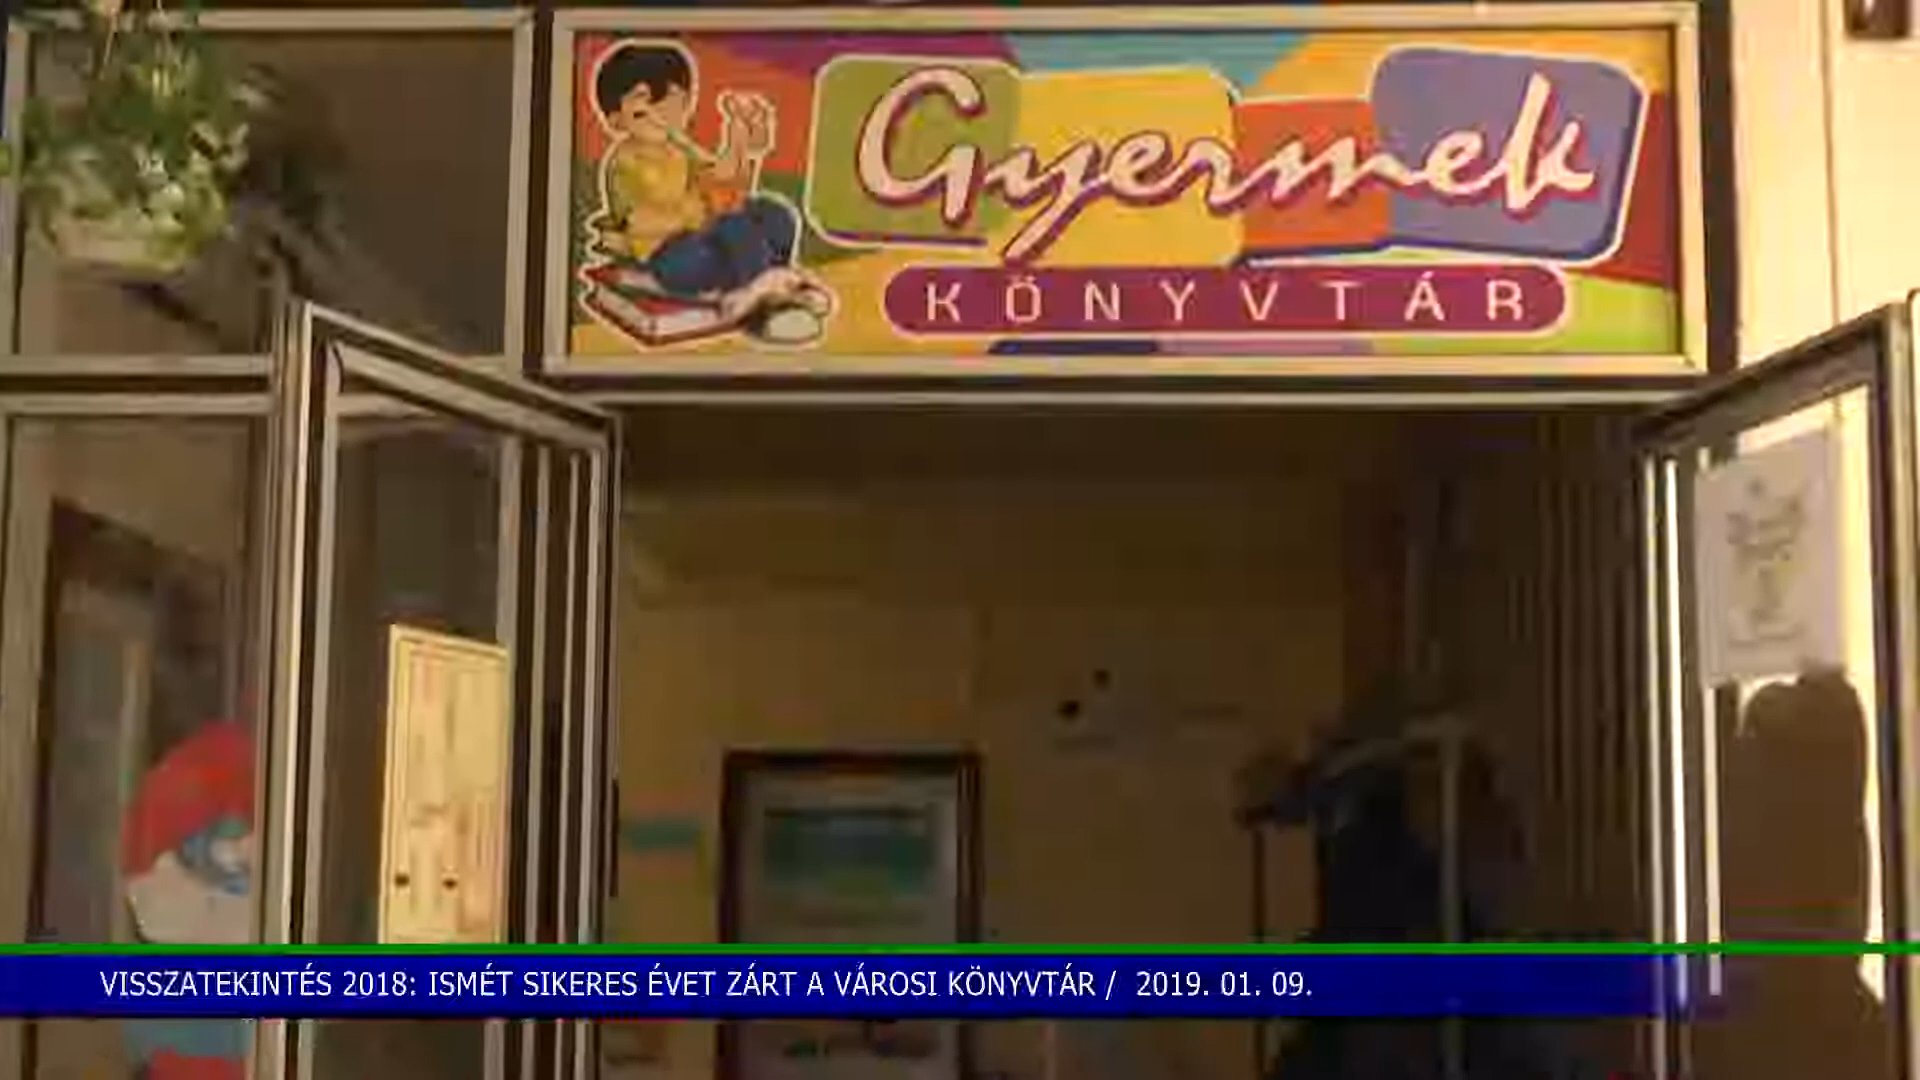 Gyermek
KÖNYVTÁR
VISSZATEKINTÉS 2018: ISMÉT SIKERES ÉVET ZÁRT A VÁROSI KÖNYVTÁR / 2019. 01. 09.